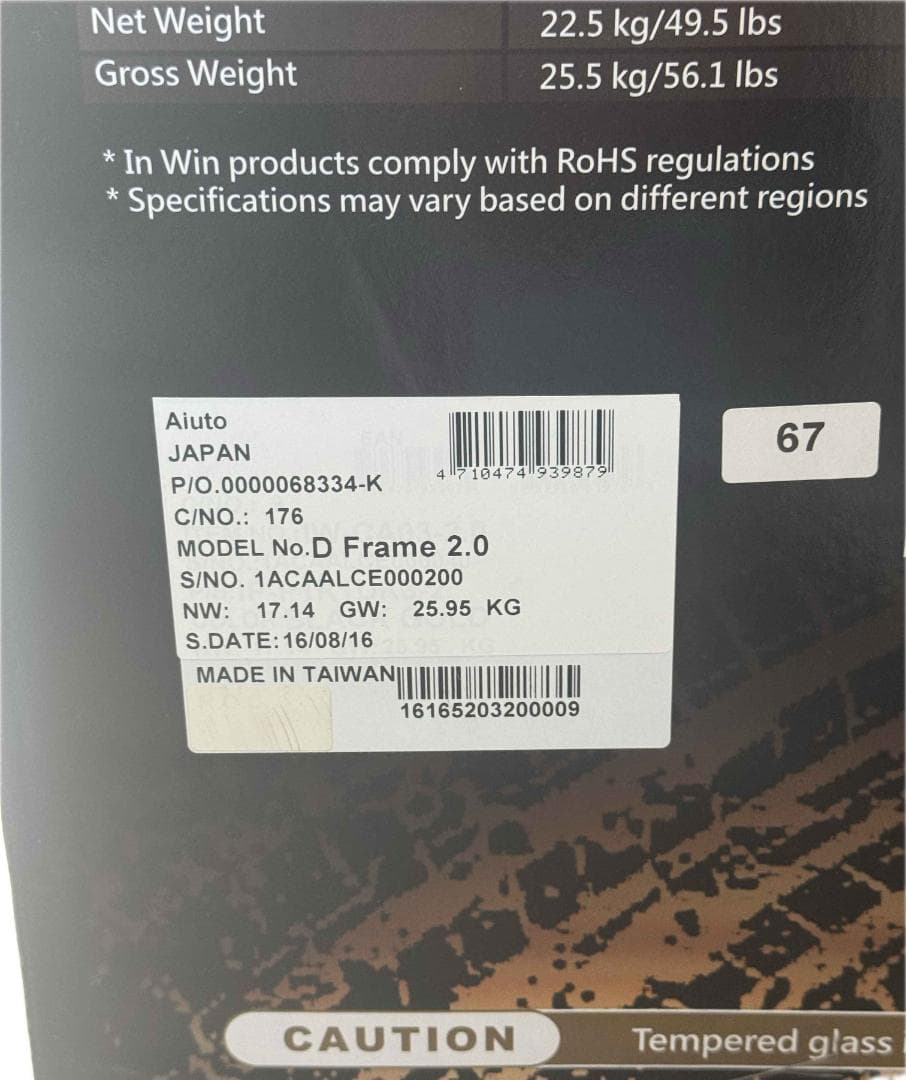 Net Weight 22.5 kg/49.5 lbs
Gross Weight 25.5 kg/56.1 lbs
* In Win products comply with RoHS regulations
* Specifications may vary based on different regions
Aiuto
JAPAN
4 710474 939879
P/O.0000068334-K
C/NO.: 176
MODEL No.D Frame 2.0
S/NO. 1ACAALCE000200
NW: 17.14 GW: 25.95 KG
S.DATE:16/08/16
MADE IN TAIWAN
16165203200009
67
CAUTION Tempered glass